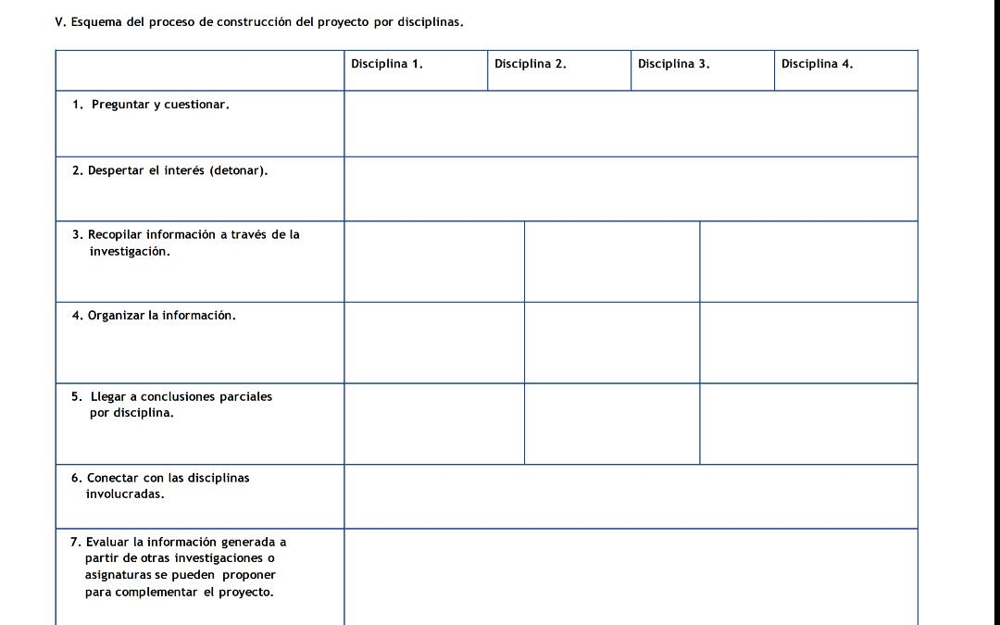 V. Esquema del proceso de construcción del proyecto por disciplinas.
Disciplina 1. Disciplina 2. Disciplina 3. Disciplina 4.
1. Preguntar y cuestionar.
2. Despertar el interés (detonar).
3. Recopilar información a través de la
investigación.
4. Organizar la información.
5. Llegar a conclusiones parciales
por disciplina.
6. Conectar con las disciplinas
involucradas.
7. Evaluar la información generada a
partir de otras investigaciones o
asignaturas se pueden proponer
para complementar el proyecto.